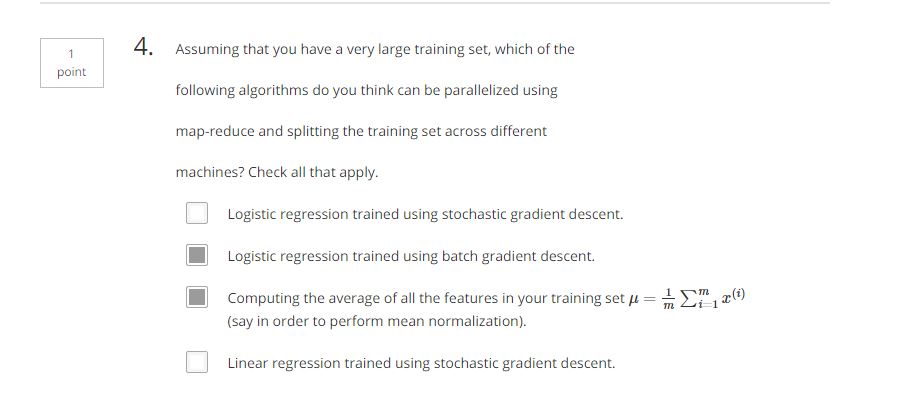 1
point
4. Assuming that you have a very large training set, which of the
following algorithms do you think can be parallelized using
map-reduce and splitting the training set across different
machines? Check all that apply.
Logistic regression trained using stochastic gradient descent.
Logistic regression trained using batch gradient descent.
Computing the average of all the features in your training set μ = 1/m ∑ᵐᵢ₌₁ x⁽ⁱ⁾
(say in order to perform mean normalization).
Linear regression trained using stochastic gradient descent.